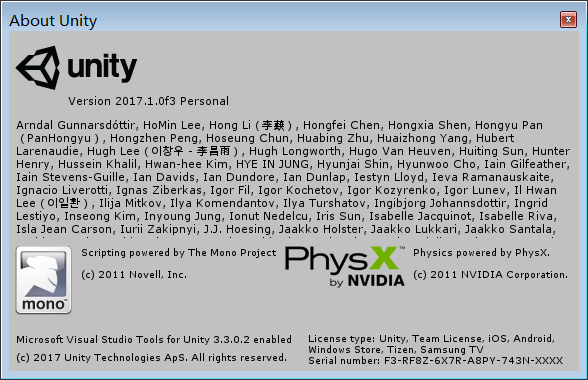 About Unity
unity
Version 2017.1.0f3 Personal
Arndal Gunnarsdóttir, HoMin Lee, Hong Li (李蕻) , Hongfei Chen, Hongxia Shen, Hongyu Pan
(PanHongyu) , Hongzhen Peng, Hoseung Chun, Huabing Zhu, Huaizhong Yang, Hubert
Larenaudie, Hugh Lee (이창우 - 李昌雨) , Hugh Longworth, Hugo Van Heuven, Huiting Sun, Hunter
Henry, Hussein Khalil, Hwan-hee Kim, HYE IN JUNG, Hyunjai Shin, Hyunwoo Cho, Iain Gilfeather,
Iain Stevens-Guille, Ian Davids, Ian Dundore, Ian Dunlap, Iestyn Lloyd, Ieva Ramanauskaite,
Ignacio Liverotti, Ignas Ziberkas, Igor Fil, Igor Kochetov, Igor Kozyrenko, Igor Lunev, Il Hwan
Lee (이일환) , Ilija Mitkov, Ilya Komendantov, Ilya Turshatov, Ingibjorg Johannsdottir, Ingrid
Lestiyo, Inseong Kim, Inyoung Jung, Ionut Nedelcu, Iris Sun, Isabelle Jacquinot, Isabelle Riva,
Isla Jean Carson, Iurii Zakipnyi, J.J. Hoesing, Jaakko Holster, Jaakko Lukkari, Jaakko Santala,
mono™
Scripting powered by The Mono Project
(c) 2011 Novell, Inc.
PhysX™
by NVIDIA
Physics powered by PhysX.
(c) 2011 NVIDIA Corporation.
Microsoft Visual Studio Tools for Unity 3.3.0.2 enabled
(c) 2017 Unity Technologies ApS. All rights reserved.
License type: Unity, Team License, iOS, Android,
Windows Store, Tizen, Samsung TV
Serial number: F3-RF8Z-6X7R-A8PY-743N-XXXX